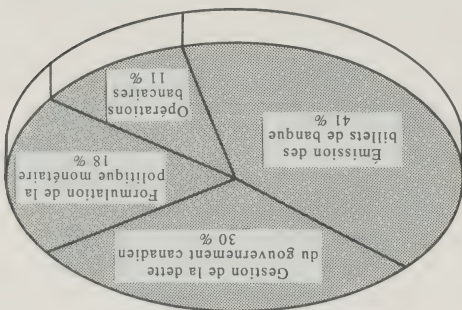 Émission des
billets de banque
41 %
Opérations
bancaires
11 %
Formulation de la
politique monétaire
18 %
Gestion de la dette
du gouvernement canadien
30 %